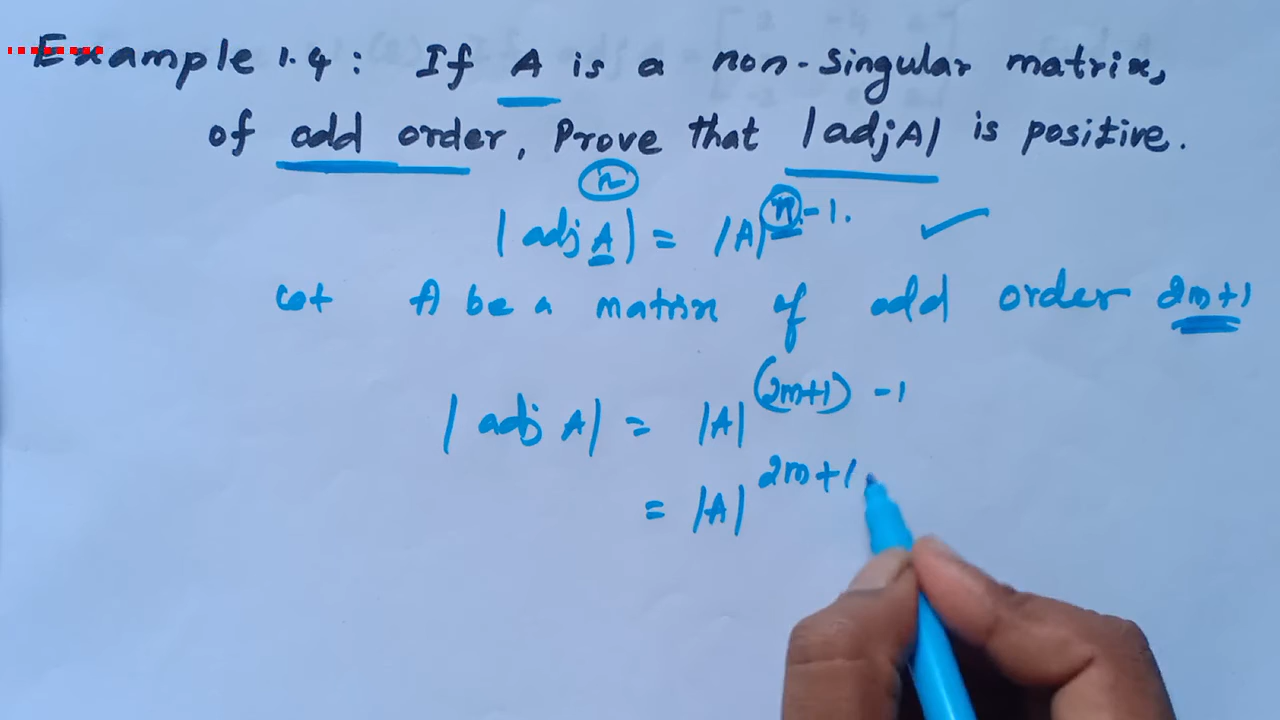 Example 1.4 : If A is a non-singular matrix,
of odd order, Prove that |adjA| is positive.
n
|adj A| = |A|^n-1. ✓
Let A be a matrix of odd order 2m+1
|adj A| = |A|^(2m+1) -1
= |A|^2m+1